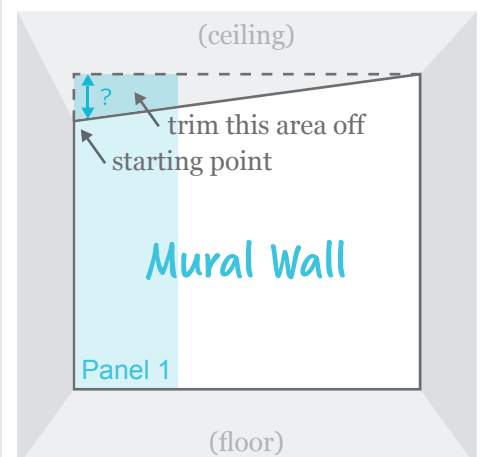 (ceiling)
?
trim this area off
starting point
Mural Wall
Panel 1
(floor)